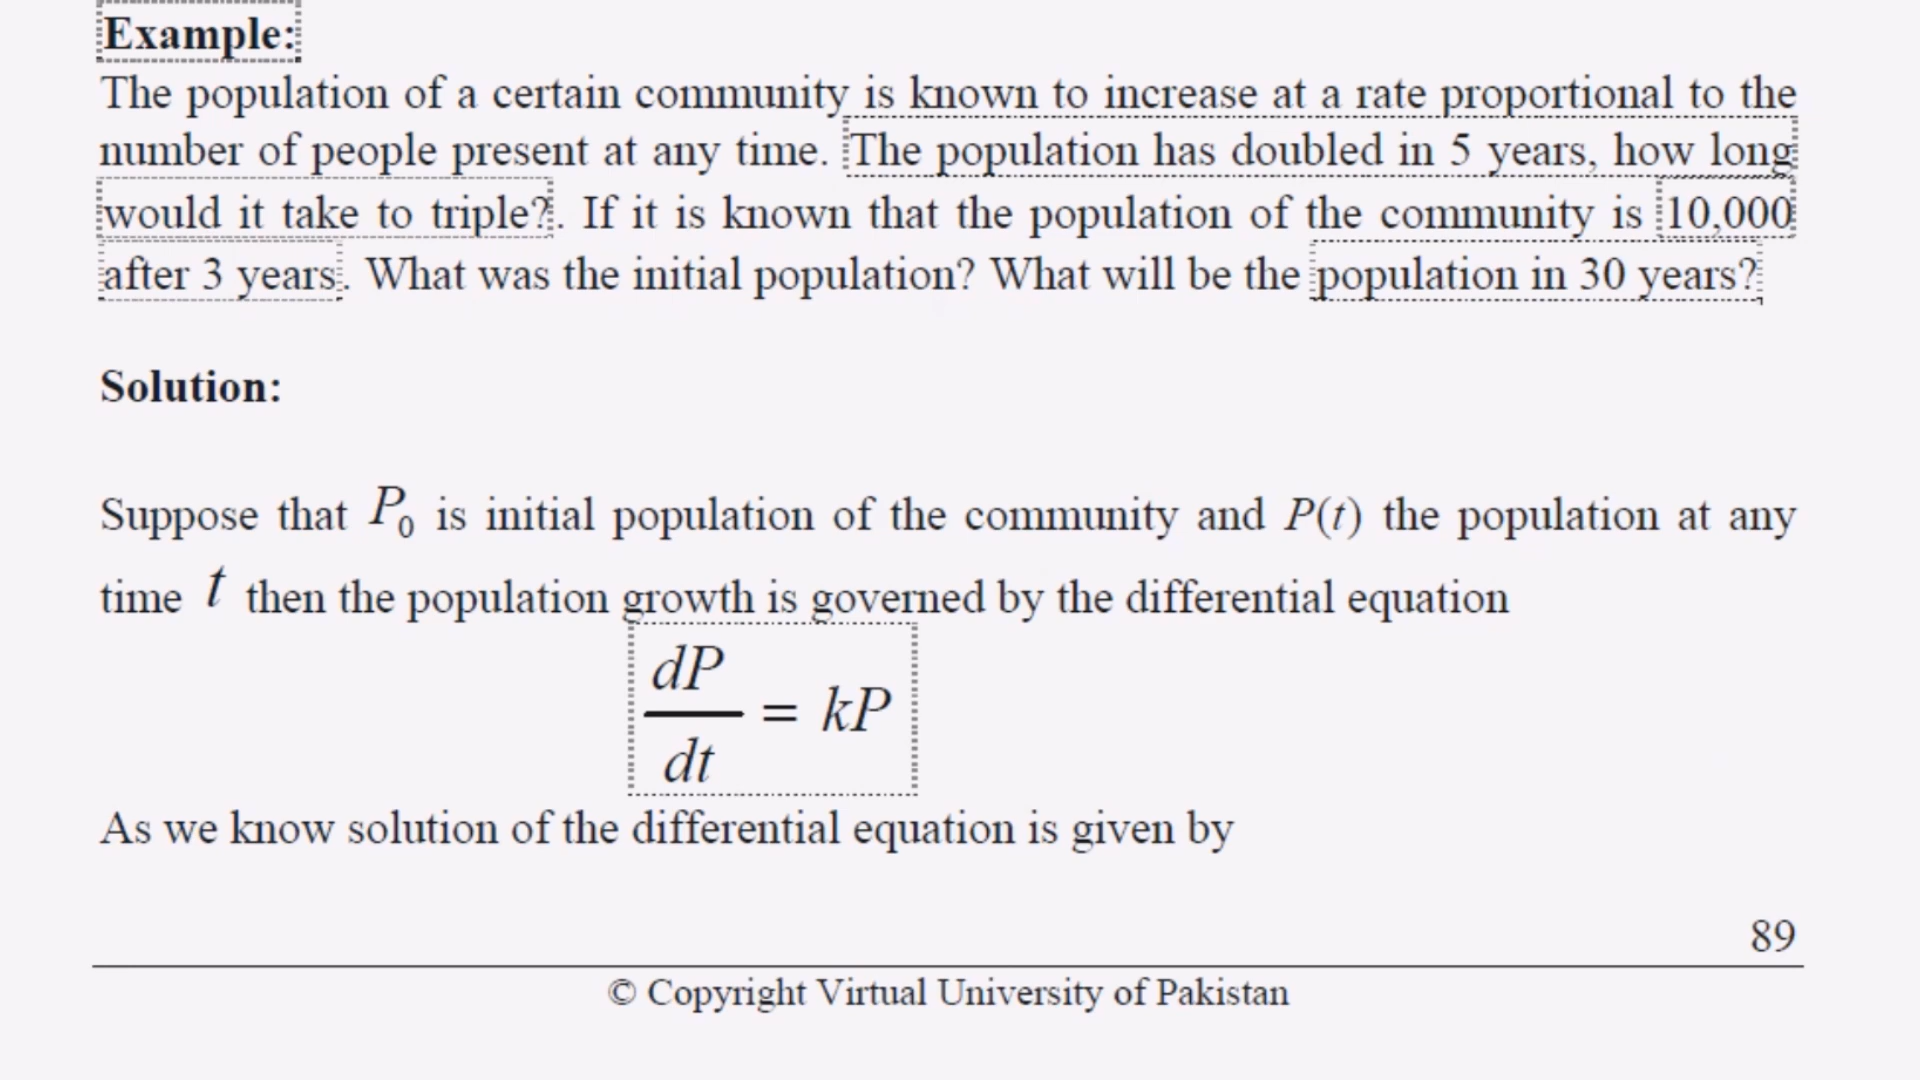 Example:
The population of a certain community is known to increase at a rate proportional to the
number of people present at any time. The population has doubled in 5 years, how long
would it take to triple?. If it is known that the population of the community is 10,000
after 3 years. What was the initial population? What will be the population in 30 years?
Solution:
Suppose that P₀ is initial population of the community and P(t) the population at any
time t then the population growth is governed by the differential equation
dP/dt = kP
As we know solution of the differential equation is given by
89
© Copyright Virtual University of Pakistan